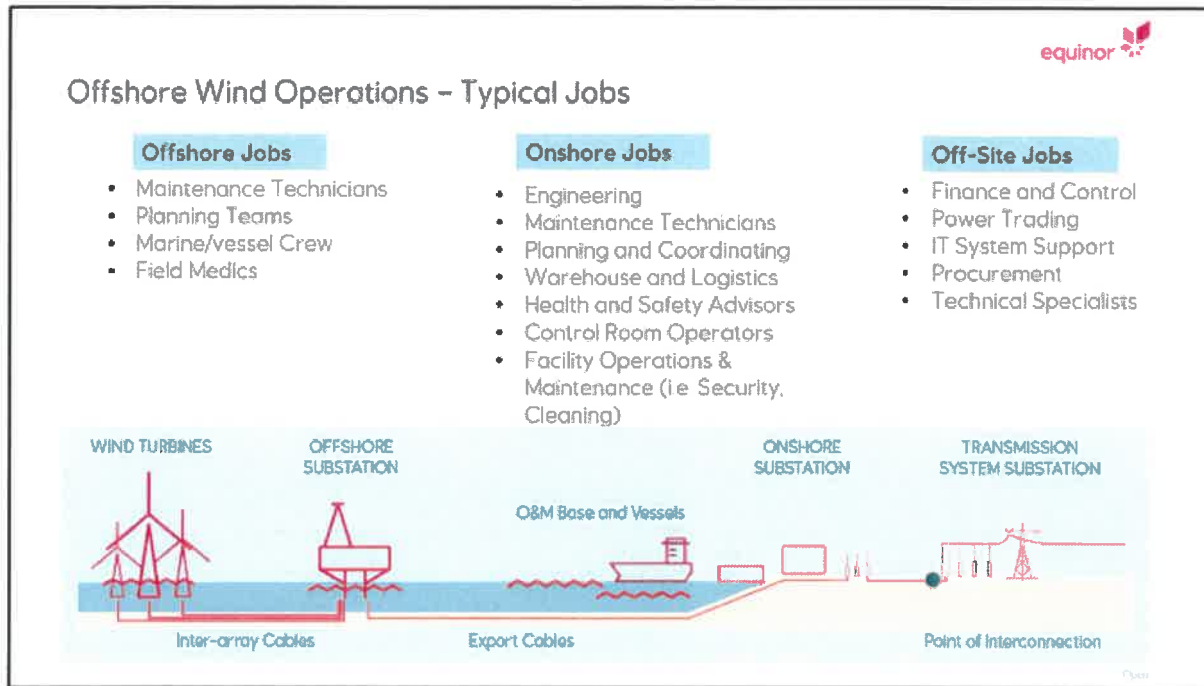 equinor
Offshore Wind Operations – Typical Jobs
Offshore Jobs
• Maintenance Technicians
• Planning Teams
• Marine/vessel Crew
• Field Medics
Onshore Jobs
• Engineering
• Maintenance Technicians
• Planning and Coordinating
• Warehouse and Logistics
• Health and Safety Advisors
• Control Room Operators
• Facility Operations &
Maintenance (i.e Security,
Cleaning)
Off-Site Jobs
• Finance and Control
• Power Trading
• IT System Support
• Procurement
• Technical Specialists
WIND TURBINES
OFFSHORE
SUBSTATION
O&M Base and Vessels
ONSHORE
SUBSTATION
TRANSMISSION
SYSTEM SUBSTATION
Inter-array Cables
Export Cables
Point of Interconnection
Open